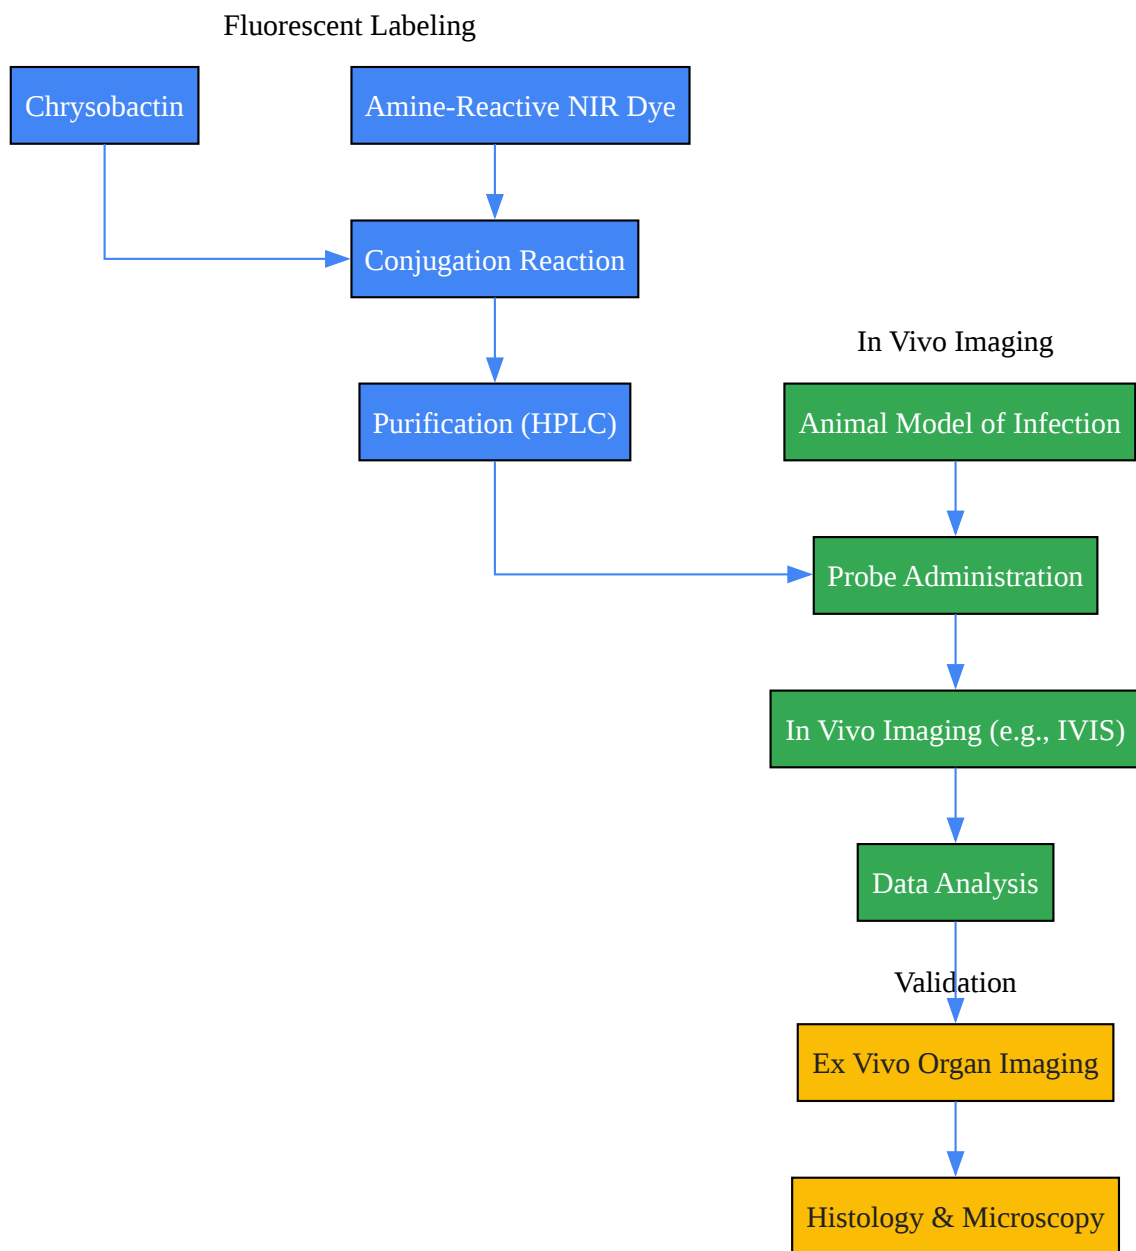 Fluorescent Labeling
Chrysobactin
Amine-Reactive NIR Dye
Conjugation Reaction
Purification (HPLC)
In Vivo Imaging
Animal Model of Infection
Probe Administration
In Vivo Imaging (e.g., IVIS)
Data Analysis
Validation
Ex Vivo Organ Imaging
Histology & Microscopy